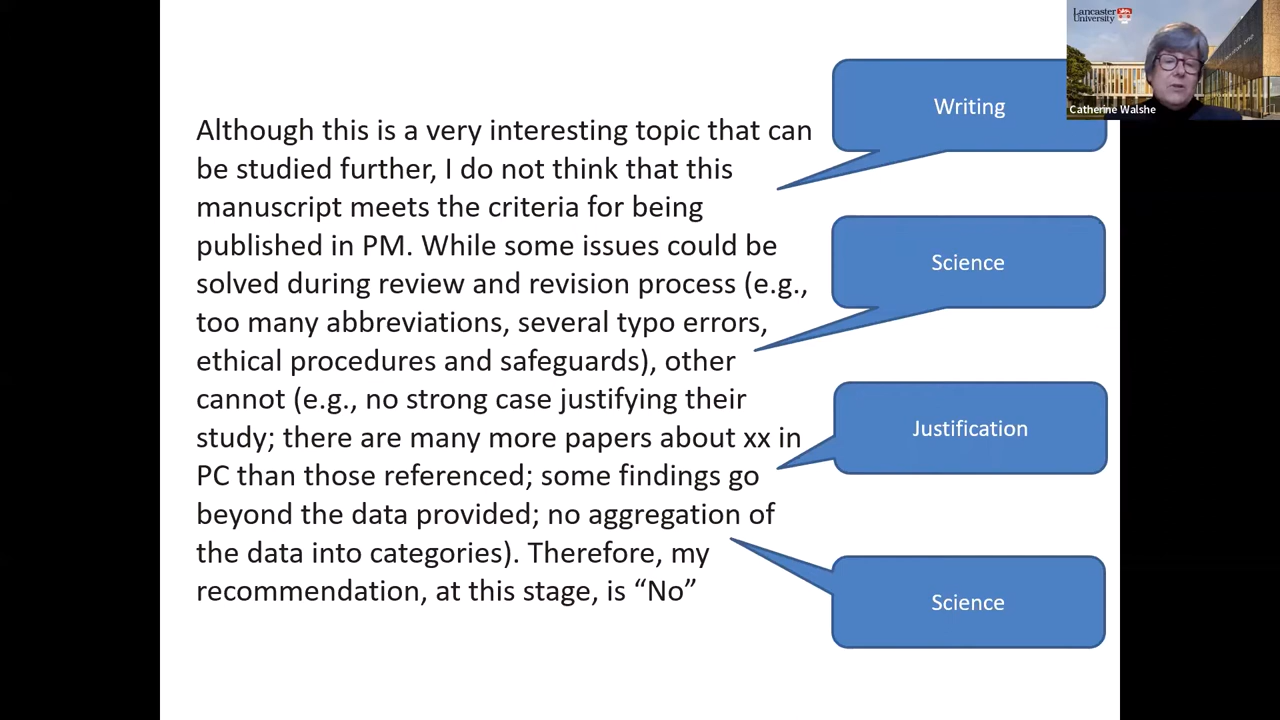 Although this is a very interesting topic that can
be studied further, I do not think that this
manuscript meets the criteria for being
published in PM. While some issues could be
solved during review and revision process (e.g.,
too many abbreviations, several typo errors,
ethical procedures and safeguards), other
cannot (e.g., no strong case justifying their
study; there are many more papers about xx in
PC than those referenced; some findings go
beyond the data provided; no aggregation of
the data into categories). Therefore, my
recommendation, at this stage, is “No”
Writing
Science
Justification
Science
Lancaster
University
Catherine Walshe